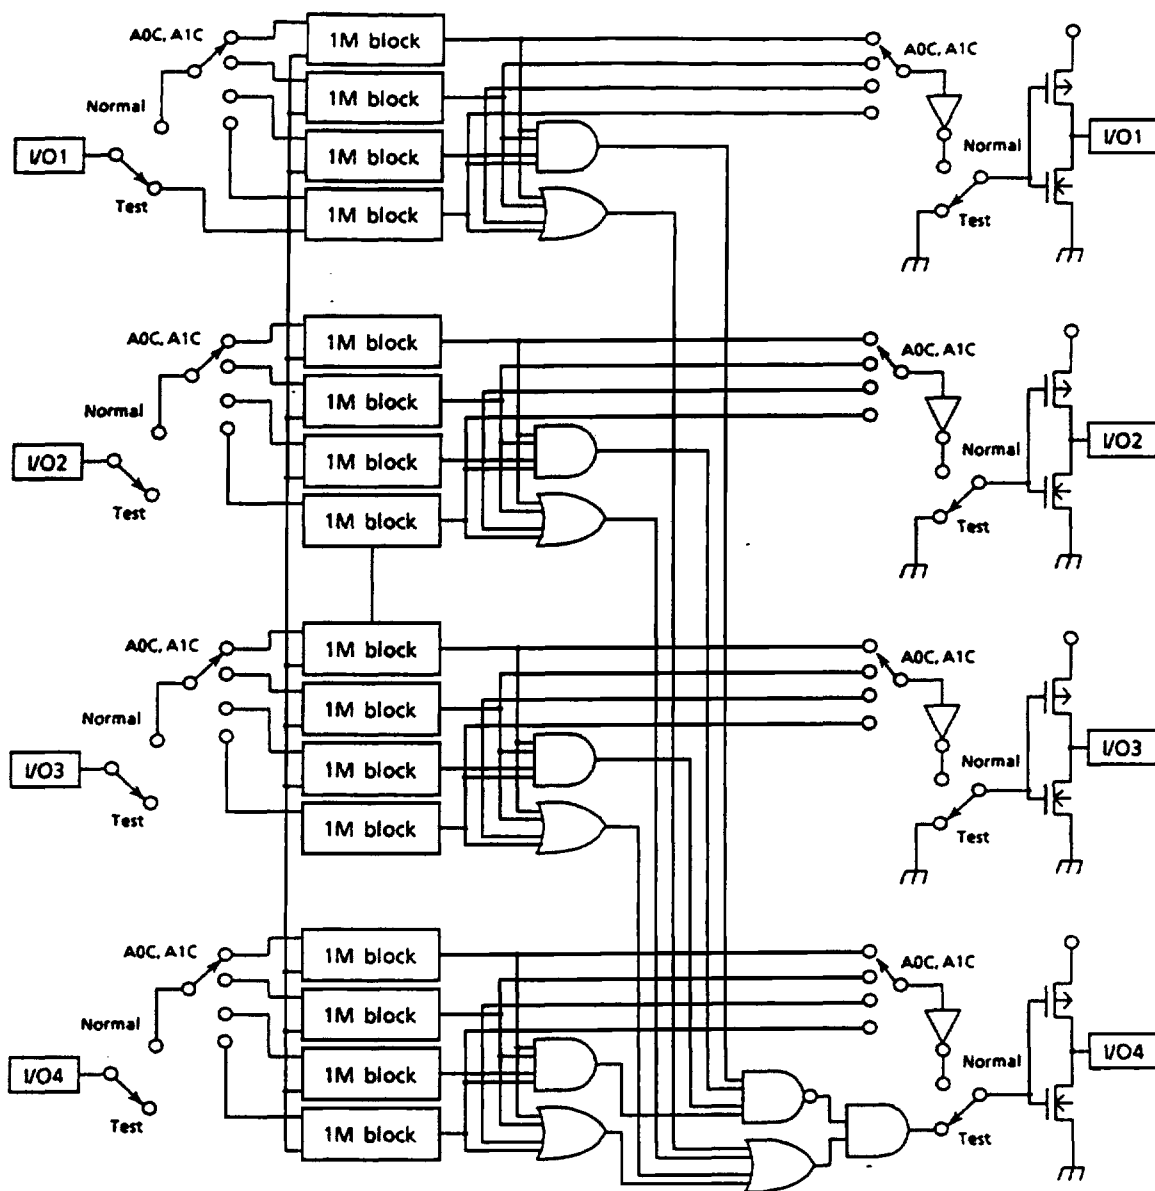 A0C, A1C
1M block
A0C, A1C
1M block
Normal
1M block
Normal
I/O1
I/O1
Test
1M block
Test
A0C, A1C
1M block
A0C, A1C
1M block
Normal
1M block
Normal
I/O2
I/O2
Test
1M block
Test
A0C, A1C
1M block
A0C, A1C
1M block
Normal
1M block
Normal
I/O3
I/O3
Test
1M block
Test
A0C, A1C
1M block
A0C, A1C
1M block
Normal
1M block
Normal
I/O4
I/O4
Test
1M block
Test